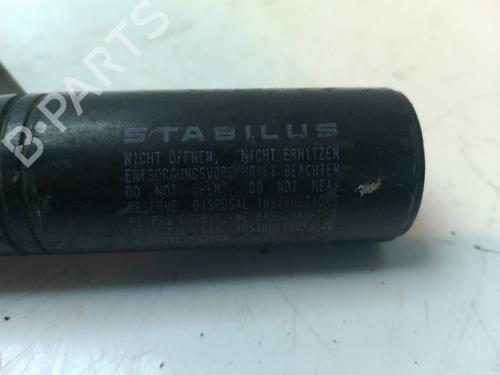 STABILUS
NICHT ÖFFNEN, NICHT ERHITZEN
ENTSORGUNGSVORSCHRIFT BEACHTEN
DO NOT OPEN DO NOT HEAT
OBSERVE DISPOSAL INSTRUCTIONS
NE PAS OUVRIR, NE PAS CHAUFFER
RESPECTER LES INSTRUCTIONS
B-PARTS